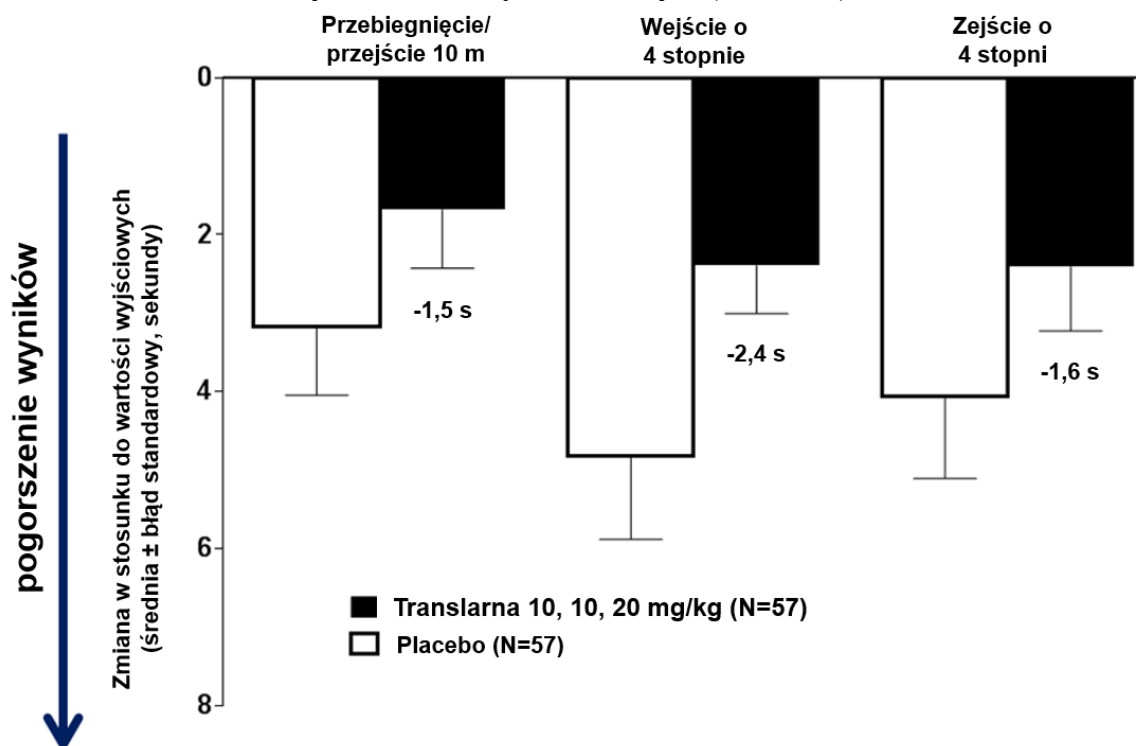 Przebiegnięcie/
przejście 10 m
Wejście o
4 stopnie
Zejście o
4 stopni
0
2
4
6
8
pogorszenie wyników
Zmiana w stosunku do wartości wyjściowych
(średnia ± błąd standardowy, sekundy)
-1,5 s
-2,4 s
-1,6 s
Translarna 10, 10, 20 mg/kg (N=57)
Placebo (N=57)